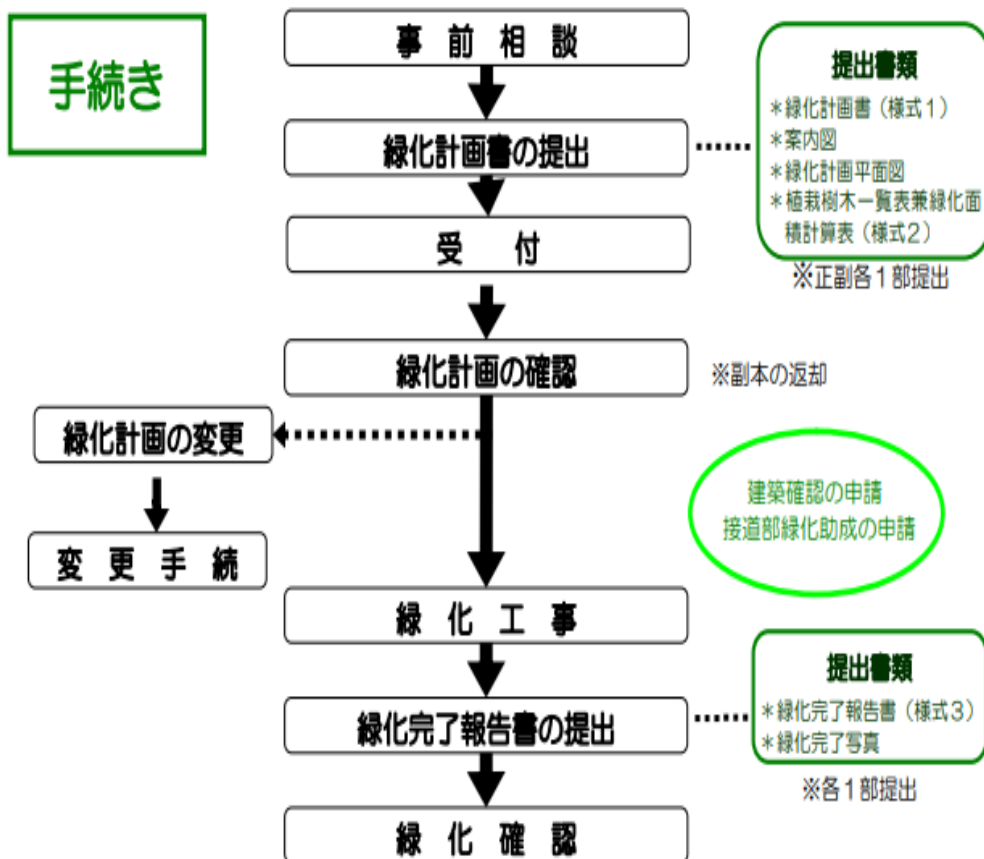 手続き
事前相談
緑化計画書の提出
提出書類
＊緑化計画書（様式１）
＊案内図
＊緑化計画平面図
＊植栽樹木一覧表兼緑化面
積計算表（様式２）
※正副各１部提出
受付
緑化計画の確認
※副本の返却
緑化計画の変更
変更手続
建築確認の申請
接道部緑化助成の申請
緑化工事
緑化完了報告書の提出
提出書類
＊緑化完了報告書（様式３）
＊緑化完了写真
※各１部提出
緑化確認